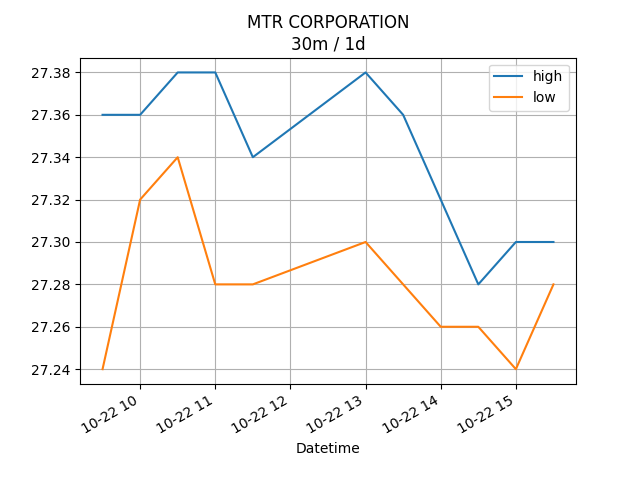 MTR CORPORATION
30m / 1d
high
low
27.38
27.36
27.34
27.32
27.30
27.28
27.26
27.24
10-22 10
10-22 11
10-22 12
10-22 13
10-22 14
10-22 15
Datetime